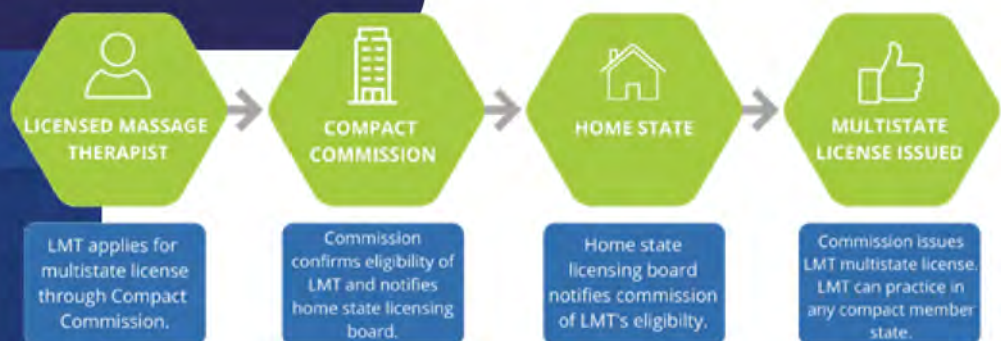 LICENSED MASSAGE
THERAPIST
LMT applies for
multistate license
through Compact
Commission.
COMPACT
COMMISSION
Commission
confirms eligibility of
LMT and notifies
home state licensing
board.
HOME STATE
Home state
licensing board
notifies commission
of LMT's eligibilty.
MULTISTATE
LICENSE ISSUED
Commission issues
LMT multistate license.
LMT can practice in
any compact member
state.